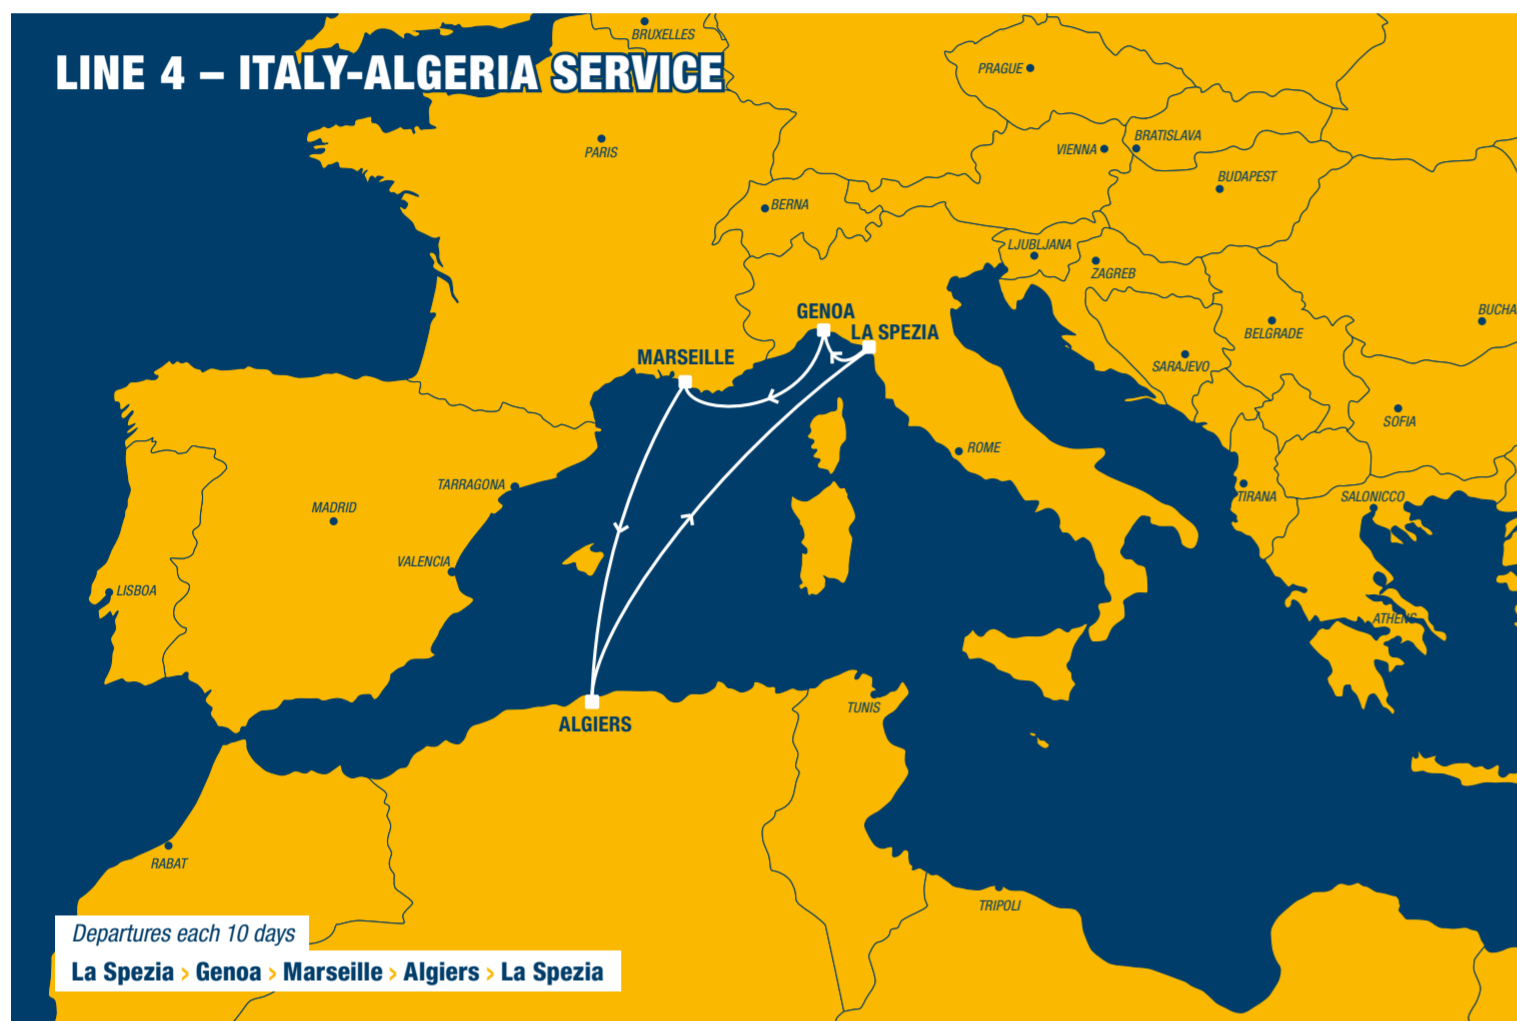 BRUXELLES
LINE 4 – ITALY-ALGERIA SERVICE
PRAGUE
PARIS
VIENNA
BRATISLAVA
BUDAPEST
BERNA
LJUBLJANA
ZAGREB
GENOA
LA SPEZIA
BUCHA
BELGRADE
MARSEILLE
SARAJEVO
SOFIA
ROME
TARRAGONA
TIRANA
SALONICCO
MADRID
VALENCIA
LISBOA
ATHENS
TUNIS
ALGIERS
RABAT
TRIPOLI
Departures each 10 days
La Spezia › Genoa › Marseille › Algiers › La Spezia